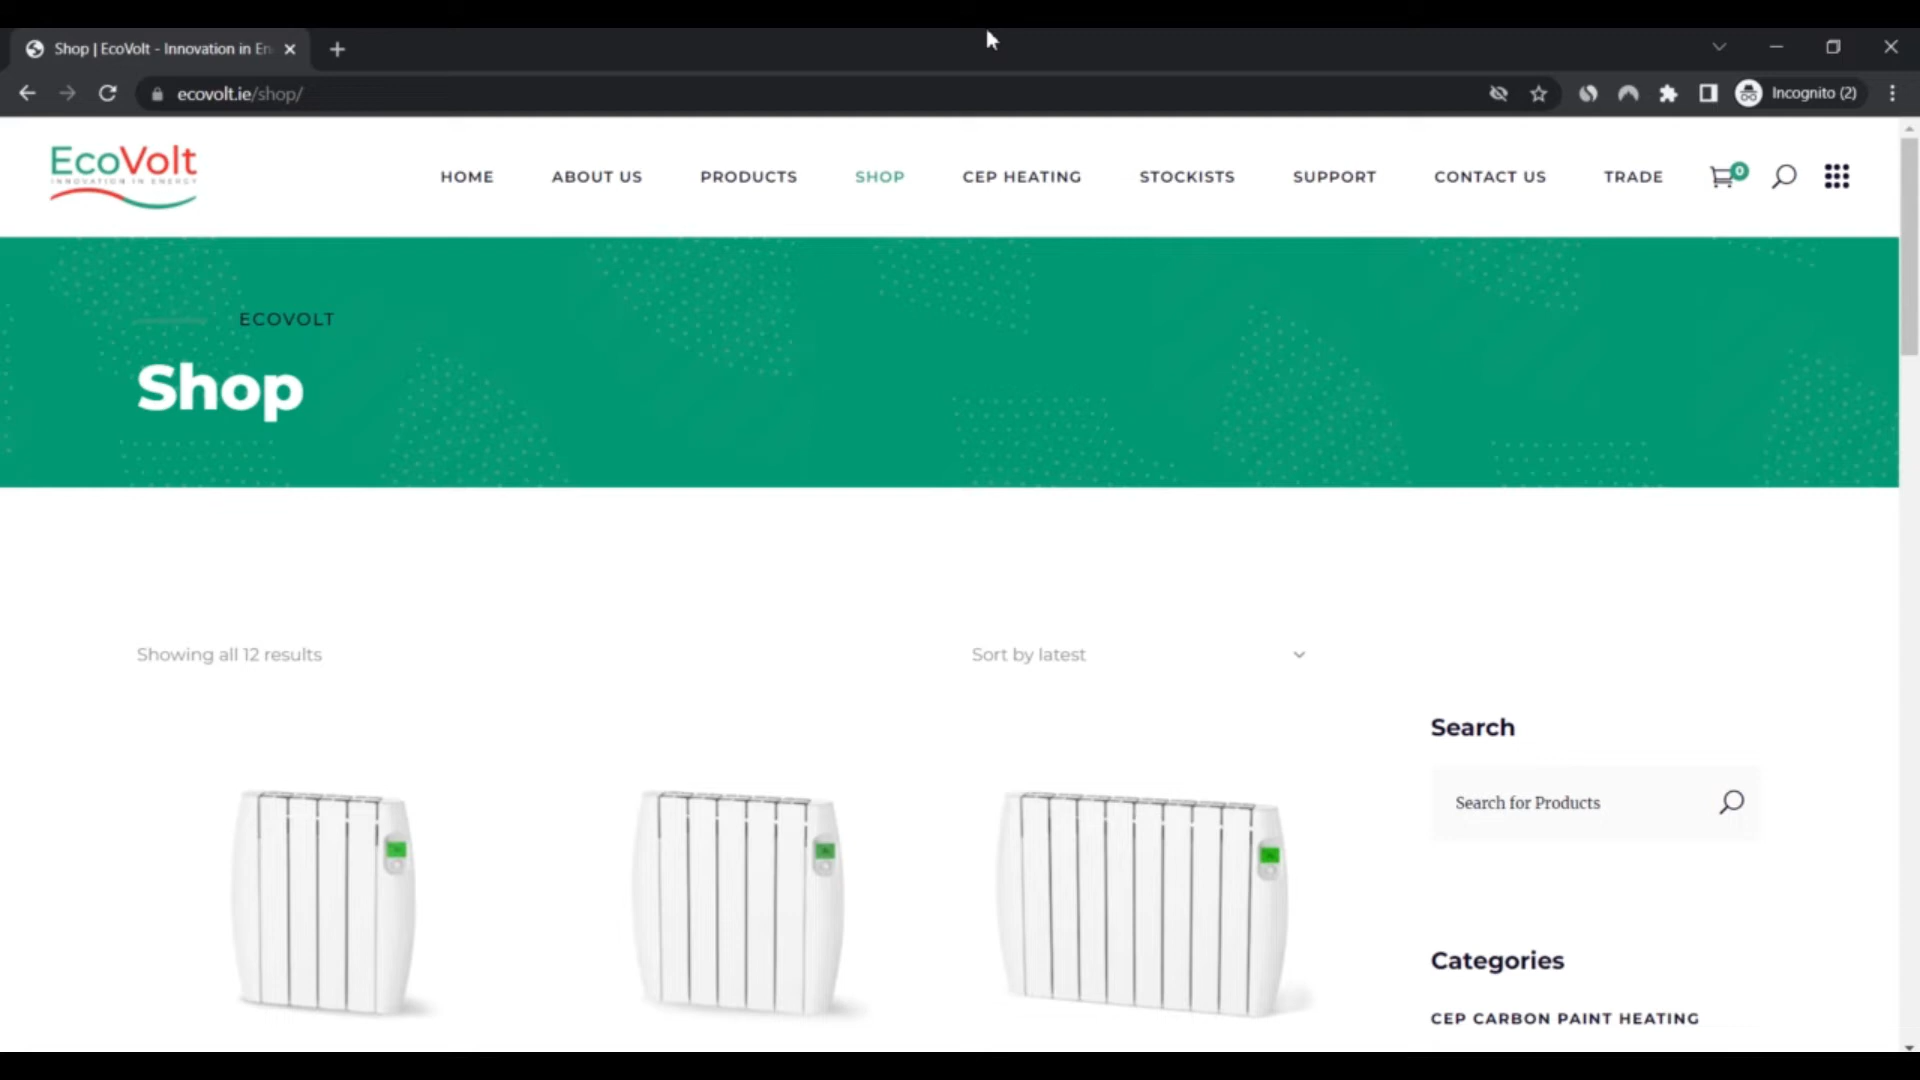 Shop | EcoVolt - Innovation in En
ecovolt.ie/shop/
Incognito (2)
EcoVolt
INNOVATION IN ENERGY
HOME
ABOUT US
PRODUCTS
SHOP
CEP HEATING
STOCKISTS
SUPPORT
CONTACT US
TRADE
0
ECOVOLT
Shop
Showing all 12 results
Sort by latest
Search
Search for Products
Categories
CEP CARBON PAINT HEATING